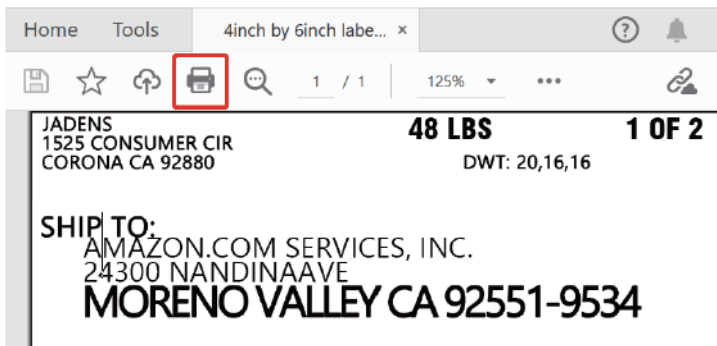 Home Tools 4inch by 6inch labe... ×
1 / 1 125%
JADENS 48 LBS 1 OF 2
1525 CONSUMER CIR
CORONA CA 92880 DWT: 20,16,16
SHIP TO:
AMAZON.COM SERVICES, INC.
24300 NANDINAAVE
MORENO VALLEY CA 92551-9534